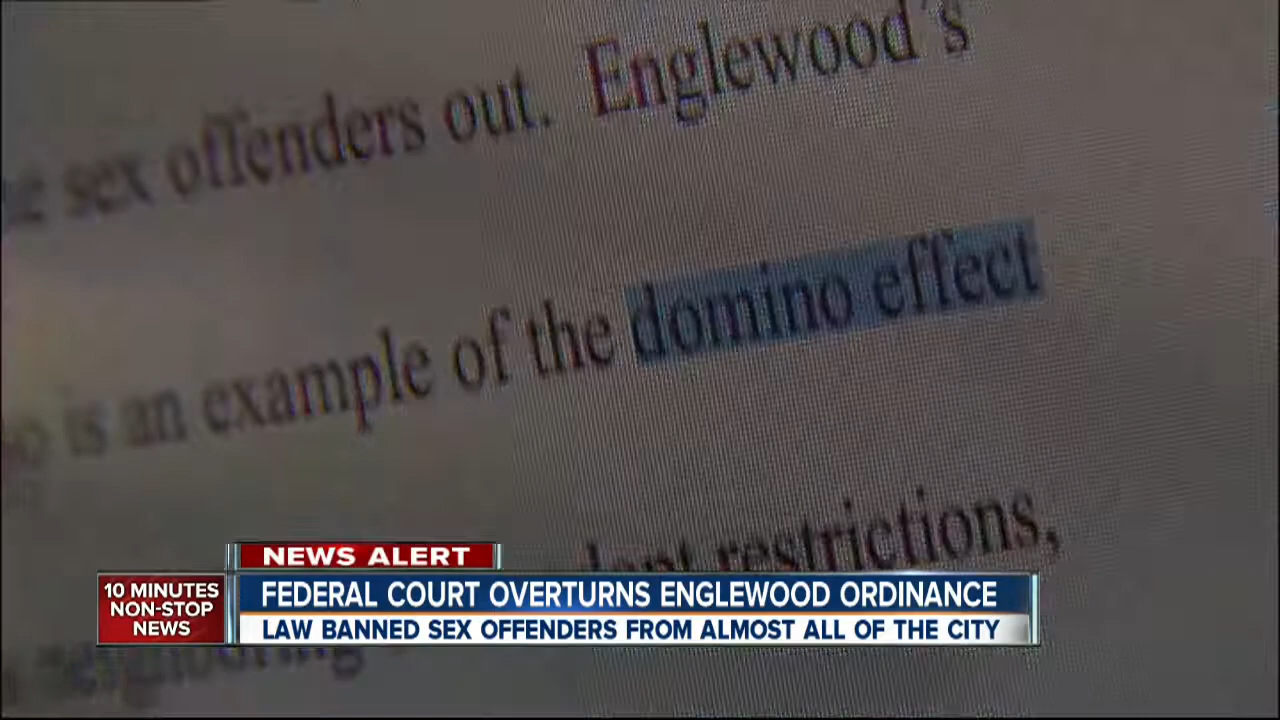 sex offenders out. Englewood's
is an example of the domino effect
restrictions,
neighboring
NEWS ALERT
10 MINUTES
NON-STOP
NEWS
FEDERAL COURT OVERTURNS ENGLEWOOD ORDINANCE
LAW BANNED SEX OFFENDERS FROM ALMOST ALL OF THE CITY